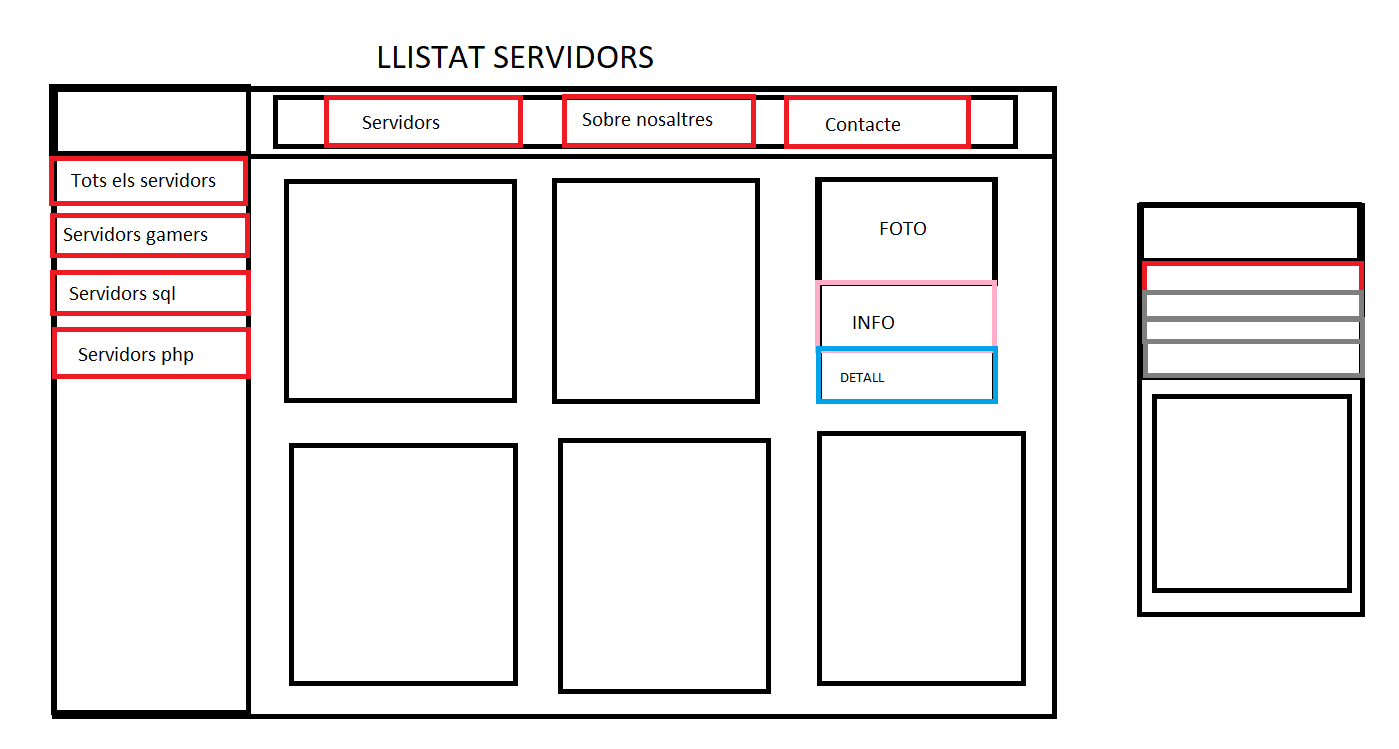 LLISTAT SERVIDORS
Servidors
Sobre nosaltres
Contacte
Tots els servidors
Servidors gamers
Servidors sql
Servidors php
FOTO
INFO
DETALL